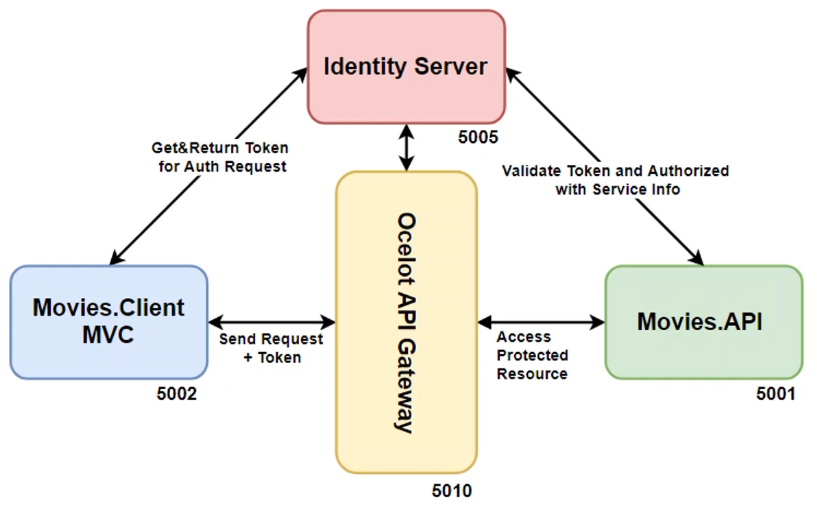 Identity Server
5005
Get&Return Token
for Auth Request
Validate Token and Authorized
with Service Info
Movies.Client
MVC
5002
Send Request
+ Token
Ocelot API Gateway
5010
Access
Protected
Resource
Movies.API
5001